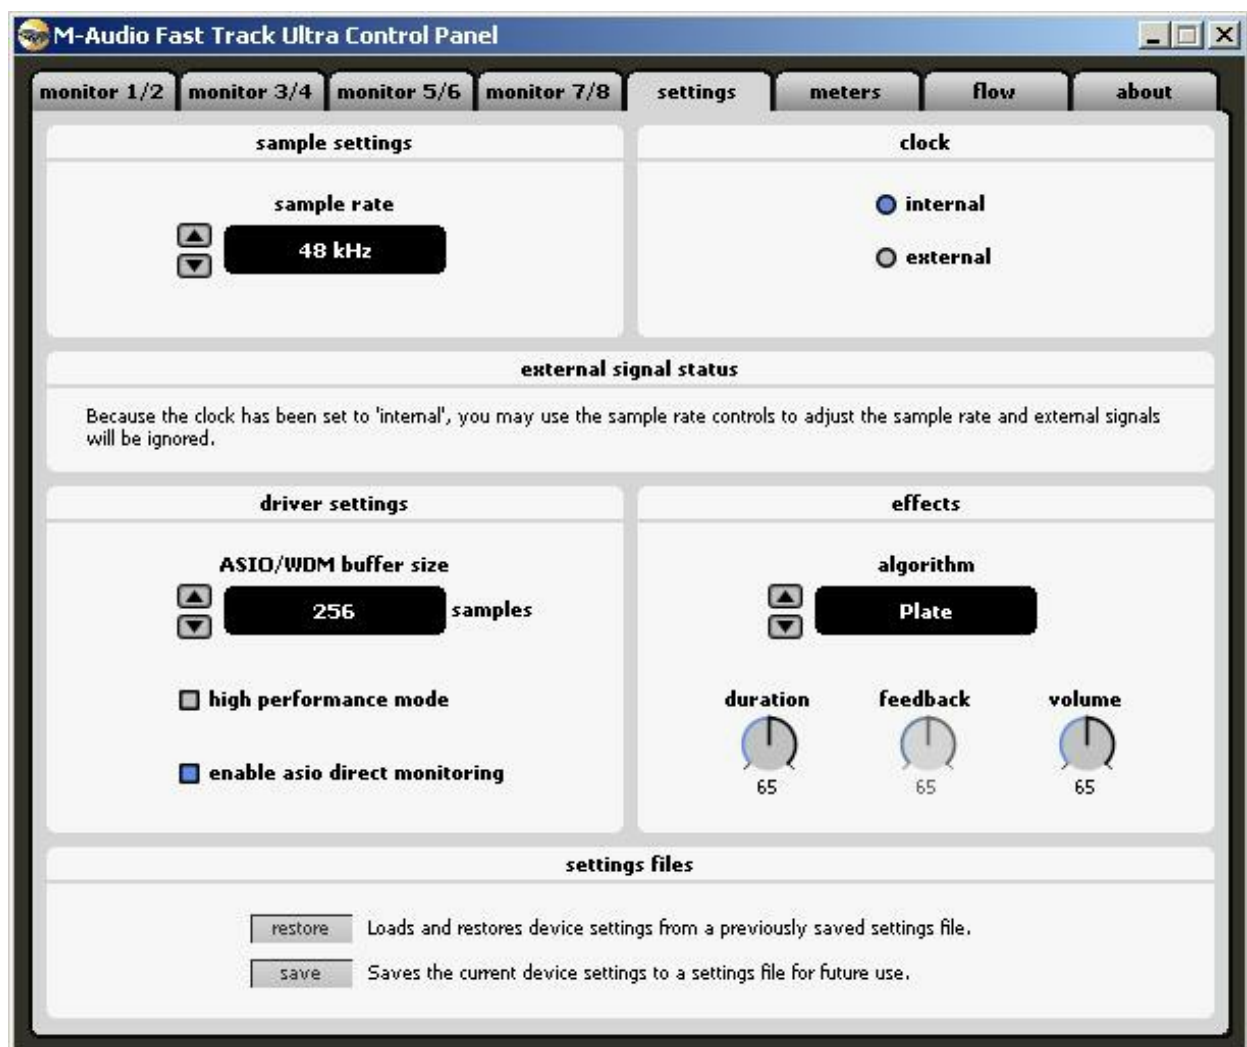 M-Audio Fast Track Ultra Control Panel
monitor 1/2 monitor 3/4 monitor 5/6 monitor 7/8 settings meters flow about
sample settings
sample rate
48 kHz
clock
internal
external
external signal status
Because the clock has been set to 'internal', you may use the sample rate controls to adjust the sample rate and external signals
will be ignored.
driver settings
ASIO/WDM buffer size
256 samples
high performance mode
enable asio direct monitoring
effects
algorithm
Plate
duration feedback volume
65 65 65
settings files
restore Loads and restores device settings from a previously saved settings file.
save Saves the current device settings to a settings file for future use.